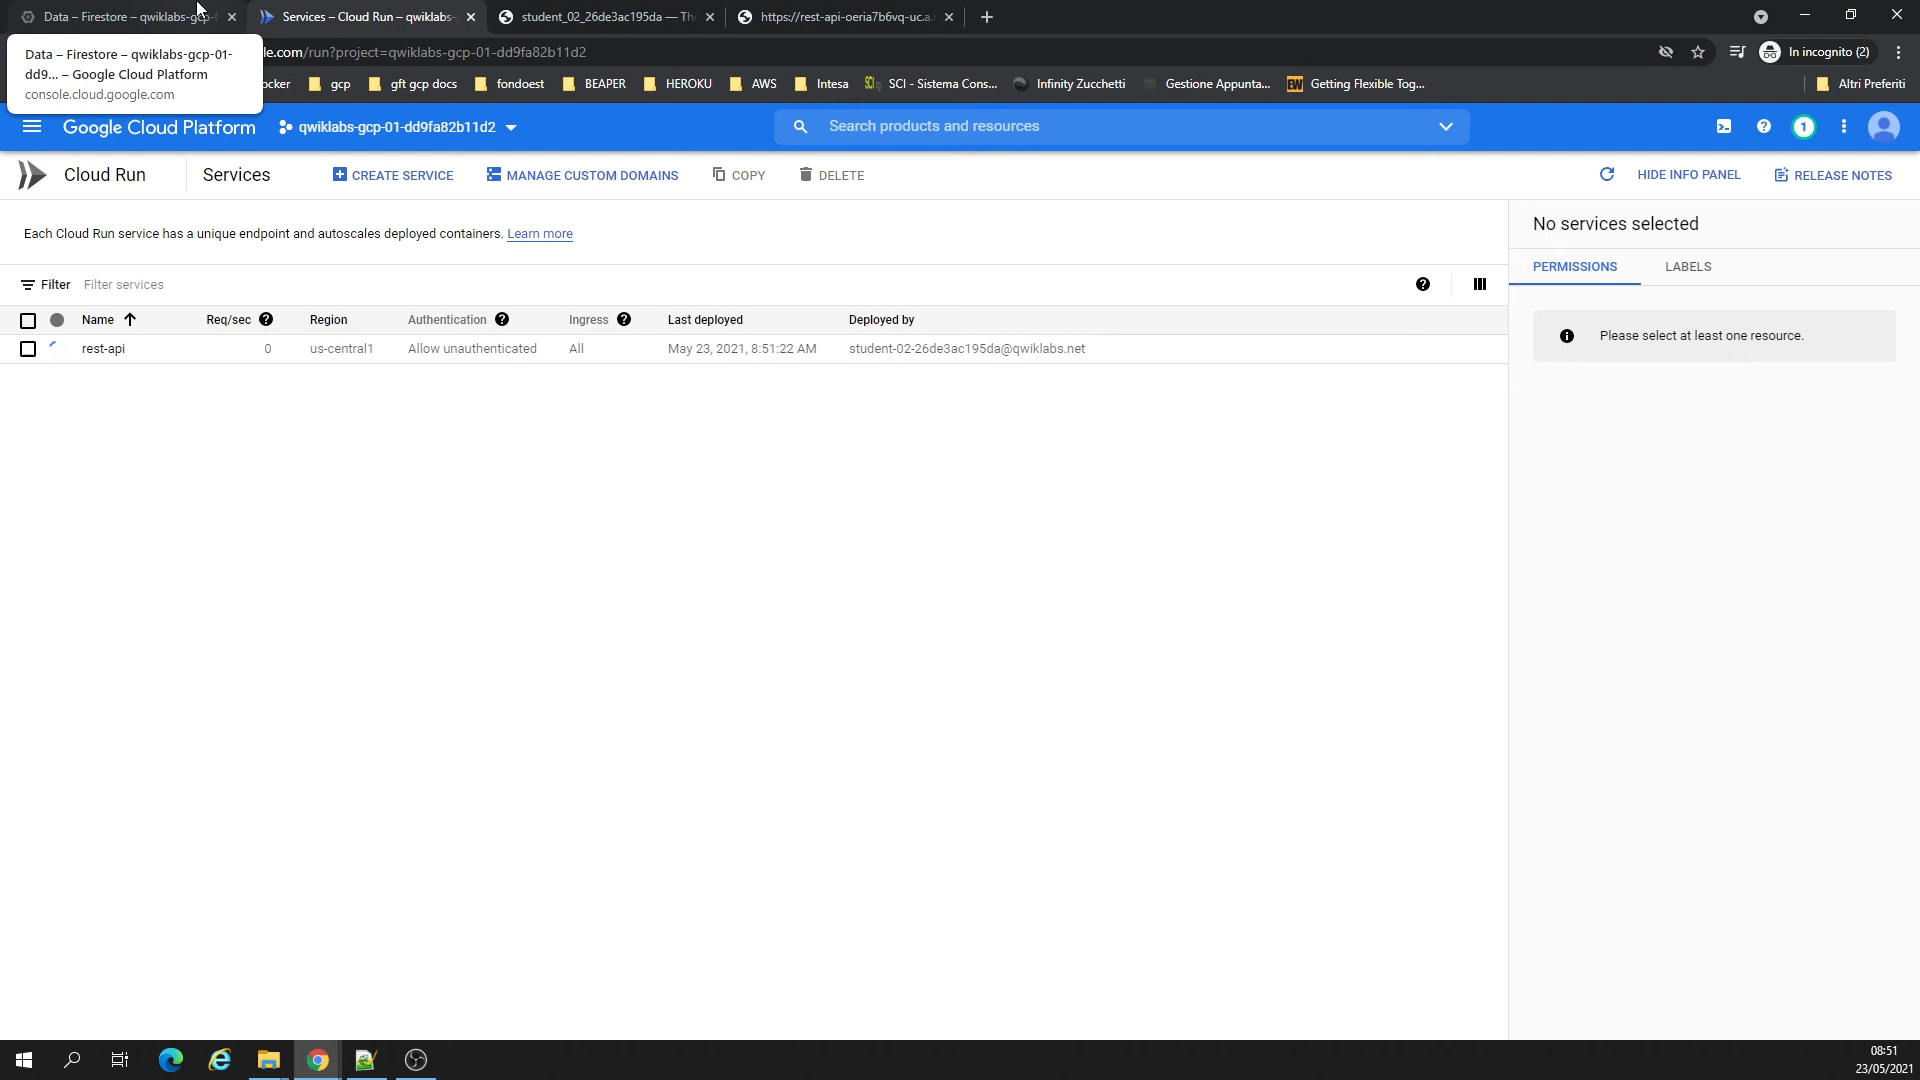 Data – Firestore – qwiklabs-gcp-0
Services – Cloud Run – qwiklabs-
student_02_26de3ac195da — Th
https://rest-api-oeria7b6vq-uc.a.
Data – Firestore – qwiklabs-gcp-01-
dd9... – Google Cloud Platform
console.cloud.google.com
le.com/run?project=qwiklabs-gcp-01-dd9fa82b11d2
In incognito (2)
ocker
gcp
gft gcp docs
fondoest
BEAPER
HEROKU
AWS
Intesa
SCI - Sistema Cons...
Infinity Zucchetti
Gestione Appunta...
Getting Flexible Tog...
Altri Preferiti
Google Cloud Platform
qwiklabs-gcp-01-dd9fa82b11d2
Search products and resources
1
Cloud Run
Services
CREATE SERVICE
MANAGE CUSTOM DOMAINS
COPY
DELETE
HIDE INFO PANEL
RELEASE NOTES
Each Cloud Run service has a unique endpoint and autoscales deployed containers. Learn more
Filter Filter services
Name Req/sec Region Authentication Ingress Last deployed Deployed by
rest-api 0 us-central1 Allow unauthenticated All May 23, 2021, 8:51:22 AM student-02-26de3ac195da@qwiklabs.net
No services selected
PERMISSIONS
LABELS
Please select at least one resource.
08:51
23/05/2021